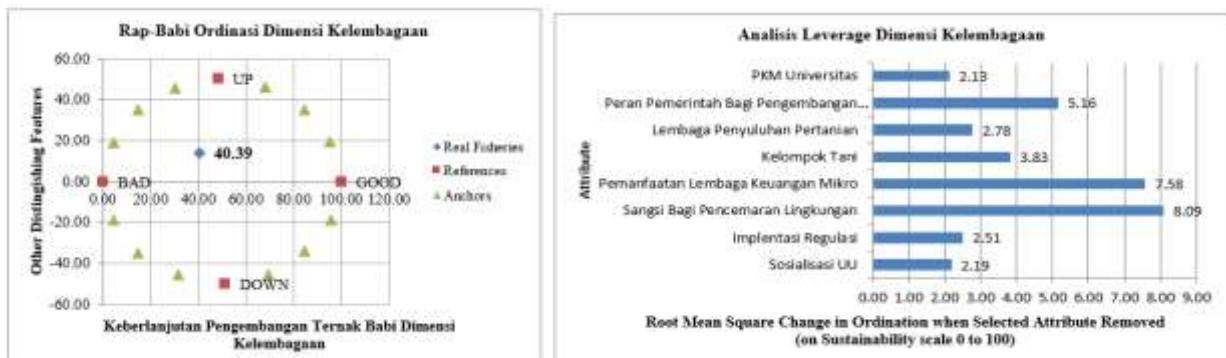 Rap-Babi Ordinasi Dimensi Kelembagaan
60.00
40.00
20.00
0.00
-20.00
-40.00
-60.00
Other Distingishing Features
UP
40.39
BAD
GOOD
DOWN
0.00 20.00 40.00 60.00 80.00 100.00 120.00
Real Fisheries
References
Anchors
Keberlanjutan Pengembangan Ternak Babi Dimensi
Kelembagaan
Analisis Leverage Dimensi Kelembagaan
Attribute
PKM Universitas 2.13
Peran Pemerintah Bagi Pengembangan... 5.16
Lembaga Penyuluhan Pertanian 2.78
Kelompok Tani 3.83
Pemanfaatan Lembaga Keuangan Mikro 7.58
Sangsi Bagi Pencemaran Lingkungan 8.09
Implentasi Regulasi 2.51
Sosialisasi UU 2.19
0.00 1.00 2.00 3.00 4.00 5.00 6.00 7.00 8.00 9.00
Root Mean Square Change in Ordination when Selected Attribute Removed
(on Sustainability scale 0 to 100)